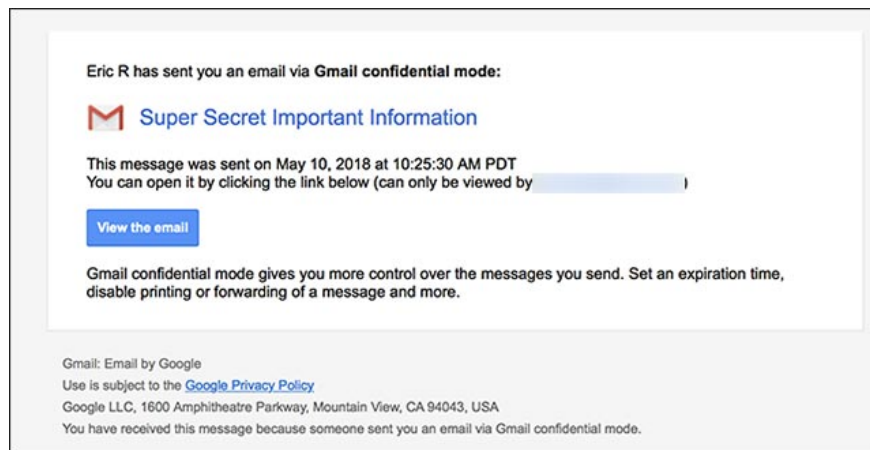 Eric R has sent you an email via Gmail confidential mode:
Super Secret Important Information
This message was sent on May 10, 2018 at 10:25:30 AM PDT
You can open it by clicking the link below (can only be viewed by )
View the email
Gmail confidential mode gives you more control over the messages you send. Set an expiration time,
disable printing or forwarding of a message and more.
Gmail: Email by Google
Use is subject to the Google Privacy Policy
Google LLC, 1600 Amphitheatre Parkway, Mountain View, CA 94043, USA
You have received this message because someone sent you an email via Gmail confidential mode.